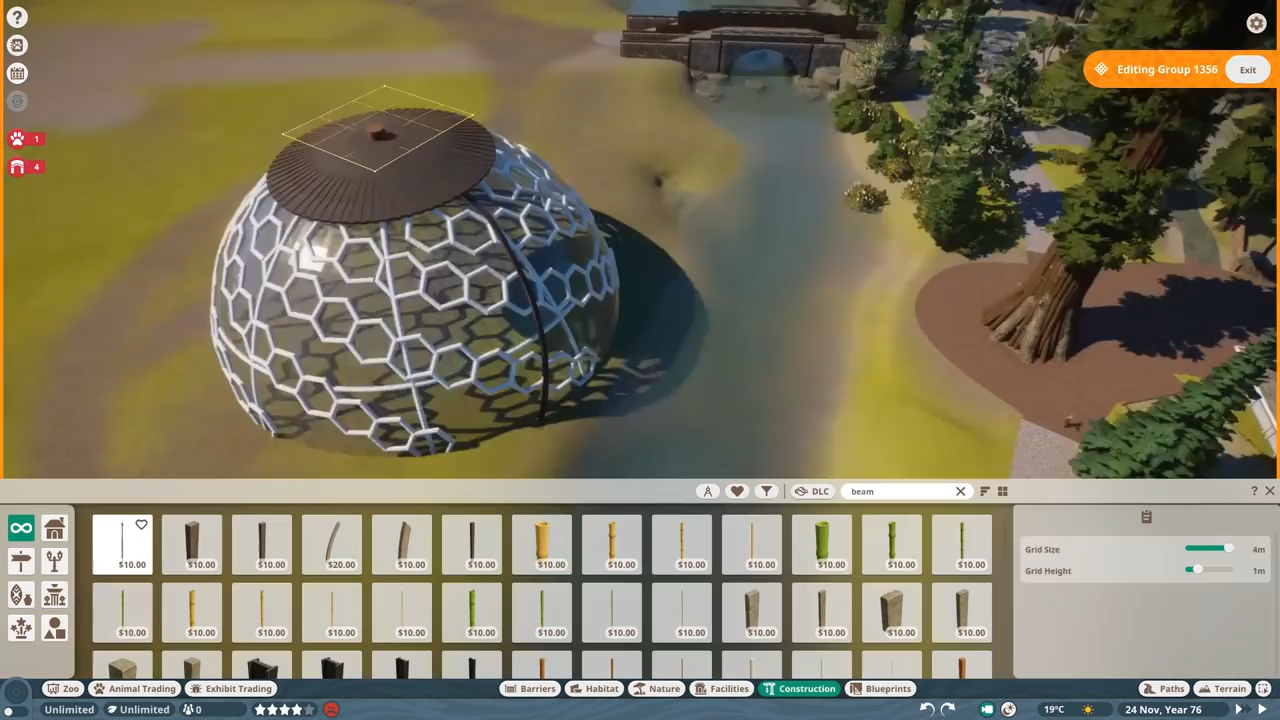 ?
Editing Group 1356
Exit
1
4
DLC
beam
?
$10.00 $10.00 $10.00 $20.00 $10.00 $10.00 $10.00 $10.00 $10.00 $10.00 $10.00 $10.00 $10.00
Grid Size 4m
Grid Height 1m
$10.00 $10.00 $10.00 $10.00 $10.00 $10.00 $10.00 $10.00 $10.00 $10.00 $10.00 $10.00 $10.00
Zoo Animal Trading Exhibit Trading Barriers Habitat Nature Facilities Construction Blueprints Paths Terrain
Unlimited Unlimited 0 19°C 24 Nov, Year 76